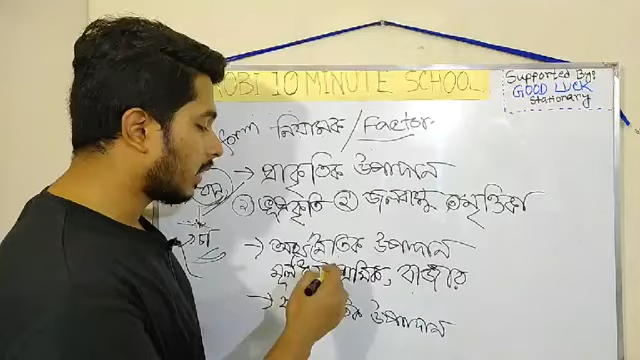 ROBI 10 MINUTE SCHOOL
Supported By:
GOOD LUCK
Stationary
নিয়ামক / Factor
→ প্রাকৃতিক উপাদান
① ভূপ্রকৃতি ② জলবায়ু ③ মৃত্তিকা
→ অর্থনৈতিক উপাদান
শ্রমিক, বাজার
→ উপাদান